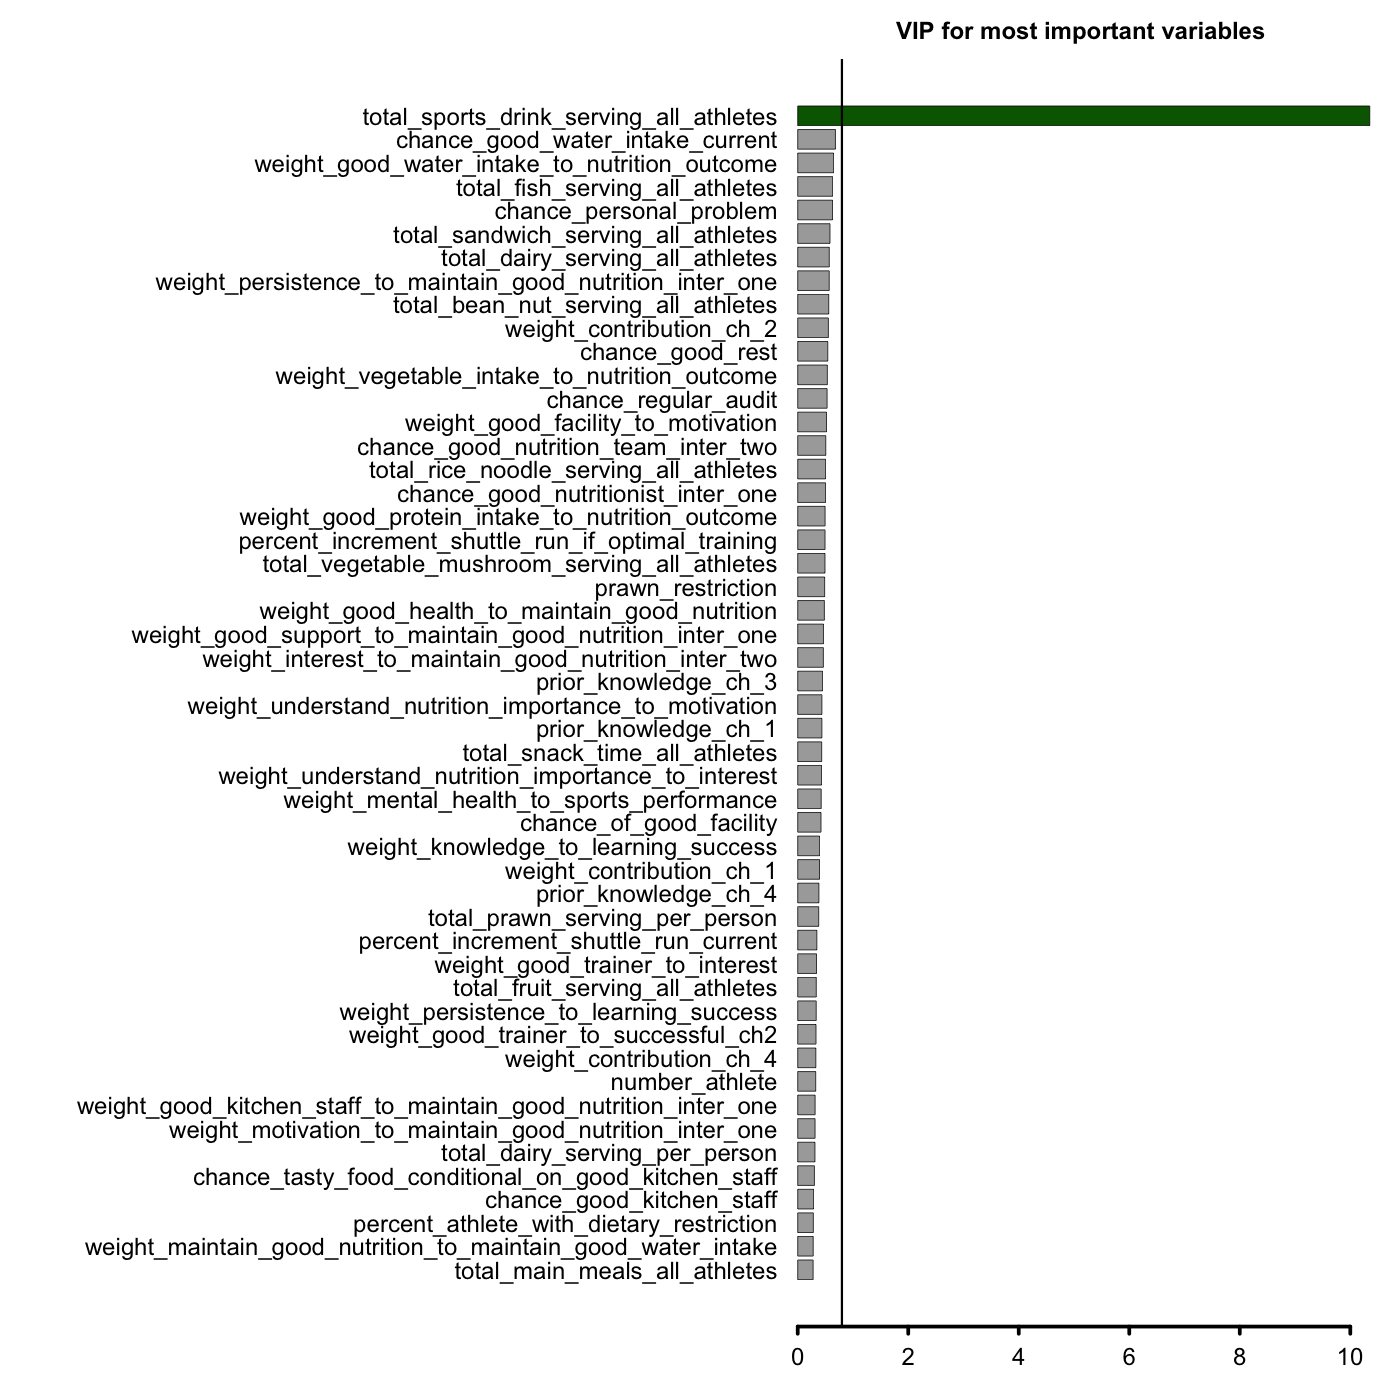 VIP for most important variables
total_sports_drink_serving_all_athletes
chance_good_water_intake_current
weight_good_water_intake_to_nutrition_outcome
total_fish_serving_all_athletes
chance_personal_problem
total_sandwich_serving_all_athletes
total_dairy_serving_all_athletes
weight_persistence_to_maintain_good_nutrition_inter_one
total_bean_nut_serving_all_athletes
weight_contribution_ch_2
chance_good_rest
weight_vegetable_intake_to_nutrition_outcome
chance_regular_audit
weight_good_facility_to_motivation
chance_good_nutrition_team_inter_two
total_rice_noodle_serving_all_athletes
chance_good_nutritionist_inter_one
weight_good_protein_intake_to_nutrition_outcome
percent_increment_shuttle_run_if_optimal_training
total_vegetable_mushroom_serving_all_athletes
prawn_restriction
weight_good_health_to_maintain_good_nutrition
weight_good_support_to_maintain_good_nutrition_inter_one
weight_interest_to_maintain_good_nutrition_inter_two
prior_knowledge_ch_3
weight_understand_nutrition_importance_to_motivation
prior_knowledge_ch_1
total_snack_time_all_athletes
weight_understand_nutrition_importance_to_interest
weight_mental_health_to_sports_performance
chance_of_good_facility
weight_knowledge_to_learning_success
weight_contribution_ch_1
prior_knowledge_ch_4
total_prawn_serving_per_person
percent_increment_shuttle_run_current
weight_good_trainer_to_interest
total_fruit_serving_all_athletes
weight_persistence_to_learning_success
weight_good_trainer_to_successful_ch2
weight_contribution_ch_4
number_athlete
weight_good_kitchen_staff_to_maintain_good_nutrition_inter_one
weight_motivation_to_maintain_good_nutrition_inter_one
total_dairy_serving_per_person
chance_tasty_food_conditional_on_good_kitchen_staff
chance_good_kitchen_staff
percent_athlete_with_dietary_restriction
weight_maintain_good_nutrition_to_maintain_good_water_intake
total_main_meals_all_athletes
0 2 4 6 8 10